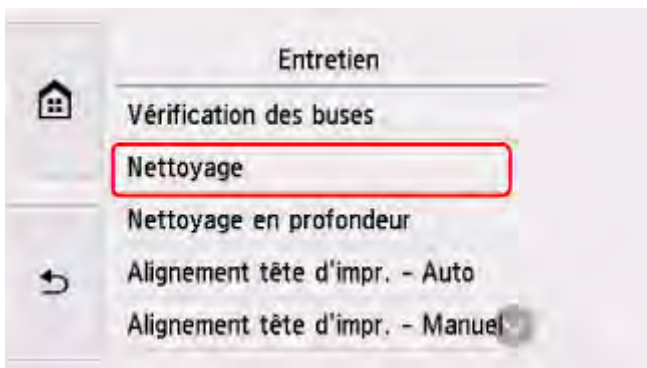 Entretien
Vérification des buses
Nettoyage
Nettoyage en profondeur
Alignement tête d'impr. - Auto
Alignement tête d'impr. - Manuel